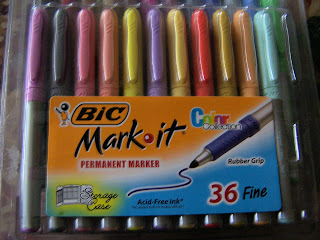 BIC
Mark·it
Color
Collection
PERMANENT MARKER
Rubber Grip
Storage
Case
Acid-Free Ink*
36 Fine